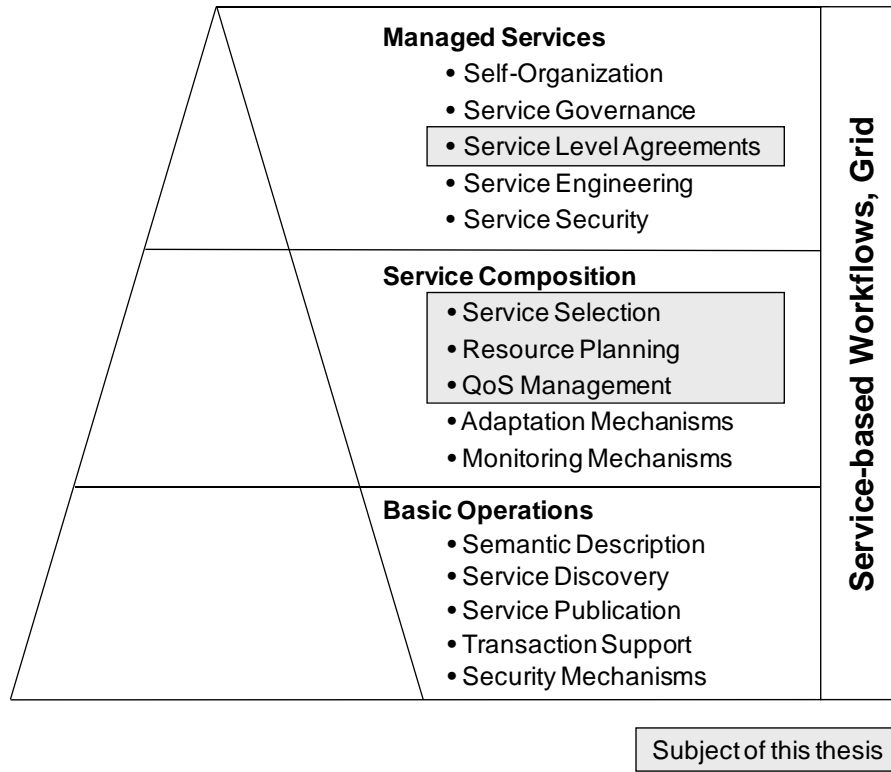 Managed Services
• Self-Organization
• Service Governance
• Service Level Agreements
• Service Engineering
• Service Security
Service Composition
• Service Selection
• Resource Planning
• QoS Management
• Adaptation Mechanisms
• Monitoring Mechanisms
Basic Operations
• Semantic Description
• Service Discovery
• Service Publication
• Transaction Support
• Security Mechanisms
Service-based Workflows, Grid
Subject of this thesis